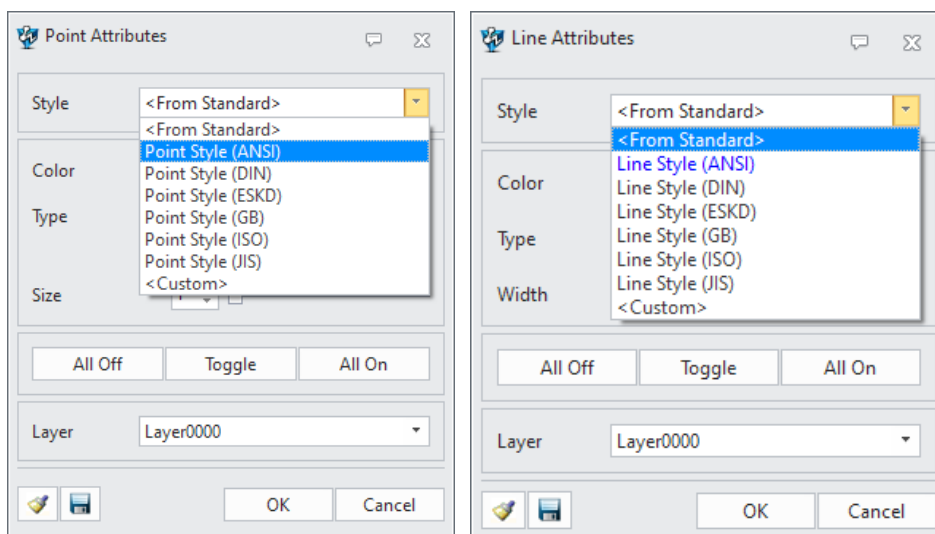 Point Attributes
Style
<From Standard>
<From Standard>
Point Style (ANSI)
Color
Point Style (DIN)
Point Style (ESKD)
Type
Point Style (GB)
Point Style (ISO)
Point Style (JIS)
<Custom>
Size
All Off Toggle All On
Layer Layer0000
OK Cancel
Line Attributes
Style
<From Standard>
<From Standard>
Line Style (ANSI)
Color
Line Style (DIN)
Line Style (ESKD)
Type
Line Style (GB)
Line Style (ISO)
Line Style (JIS)
Width
<Custom>
All Off Toggle All On
Layer Layer0000
OK Cancel